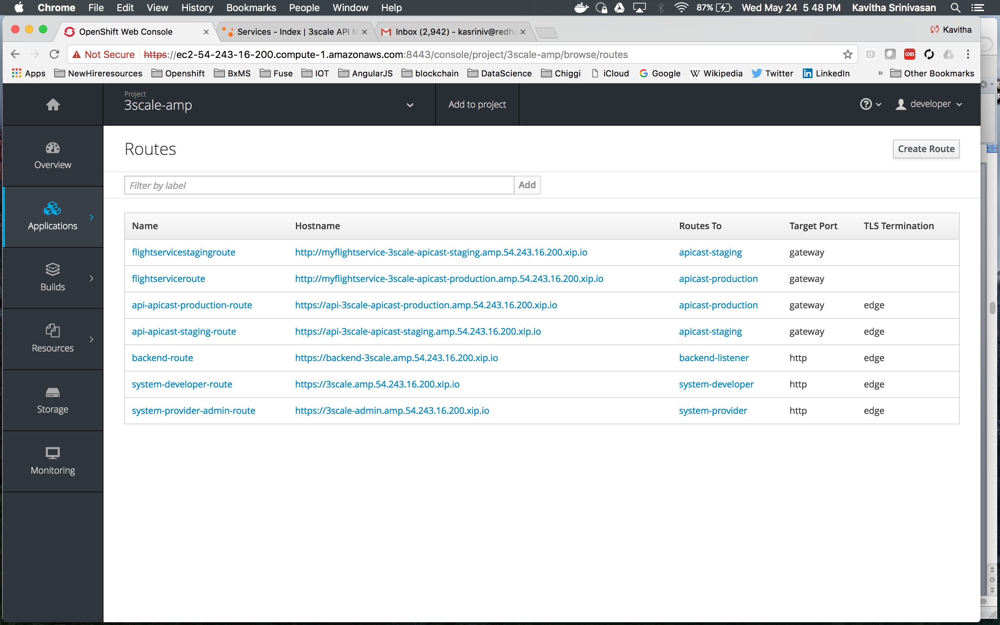 Chrome File Edit View History Bookmarks People Window Help 87% Wed May 24 5 48 PM Kavitha Srinivasan
OpenShift Web Console Services - Index | 3scale API M Inbox (2,942) - kasriniv@redha Kavitha
Not Secure https://ec2-54-243-16-200.compute-1.amazonaws.com:8443/console/project/3scale-amp/browse/routes CORS
Apps NewHireresources Openshift BxMS Fuse IOT AngularJS blockchain DataScience Chiggi iCloud Google Wikipedia Twitter LinkedIn » Other Bookmarks
Project
3scale-amp Add to project developer
Overview
Applications
Builds
Resources
Storage
Monitoring
Routes Create Route
Filter by label Add
Name Hostname Routes To Target Port TLS Termination
flightservicestagingroute http://myflightservice-3scale-apicast-staging.amp.54.243.16.200.xip.io apicast-staging gateway
flightserviceroute http://myflightservice-3scale-apicast-production.amp.54.243.16.200.xip.io apicast-production gateway
api-apicast-production-route https://api-3scale-apicast-production.amp.54.243.16.200.xip.io apicast-production gateway edge
api-apicast-staging-route https://api-3scale-apicast-staging.amp.54.243.16.200.xip.io apicast-staging gateway edge
backend-route https://backend-3scale.amp.54.243.16.200.xip.io backend-listener http edge
system-developer-route https://3scale.amp.54.243.16.200.xip.io system-developer http edge
system-provider-admin-route https://3scale-admin.amp.54.243.16.200.xip.io system-provider http edge